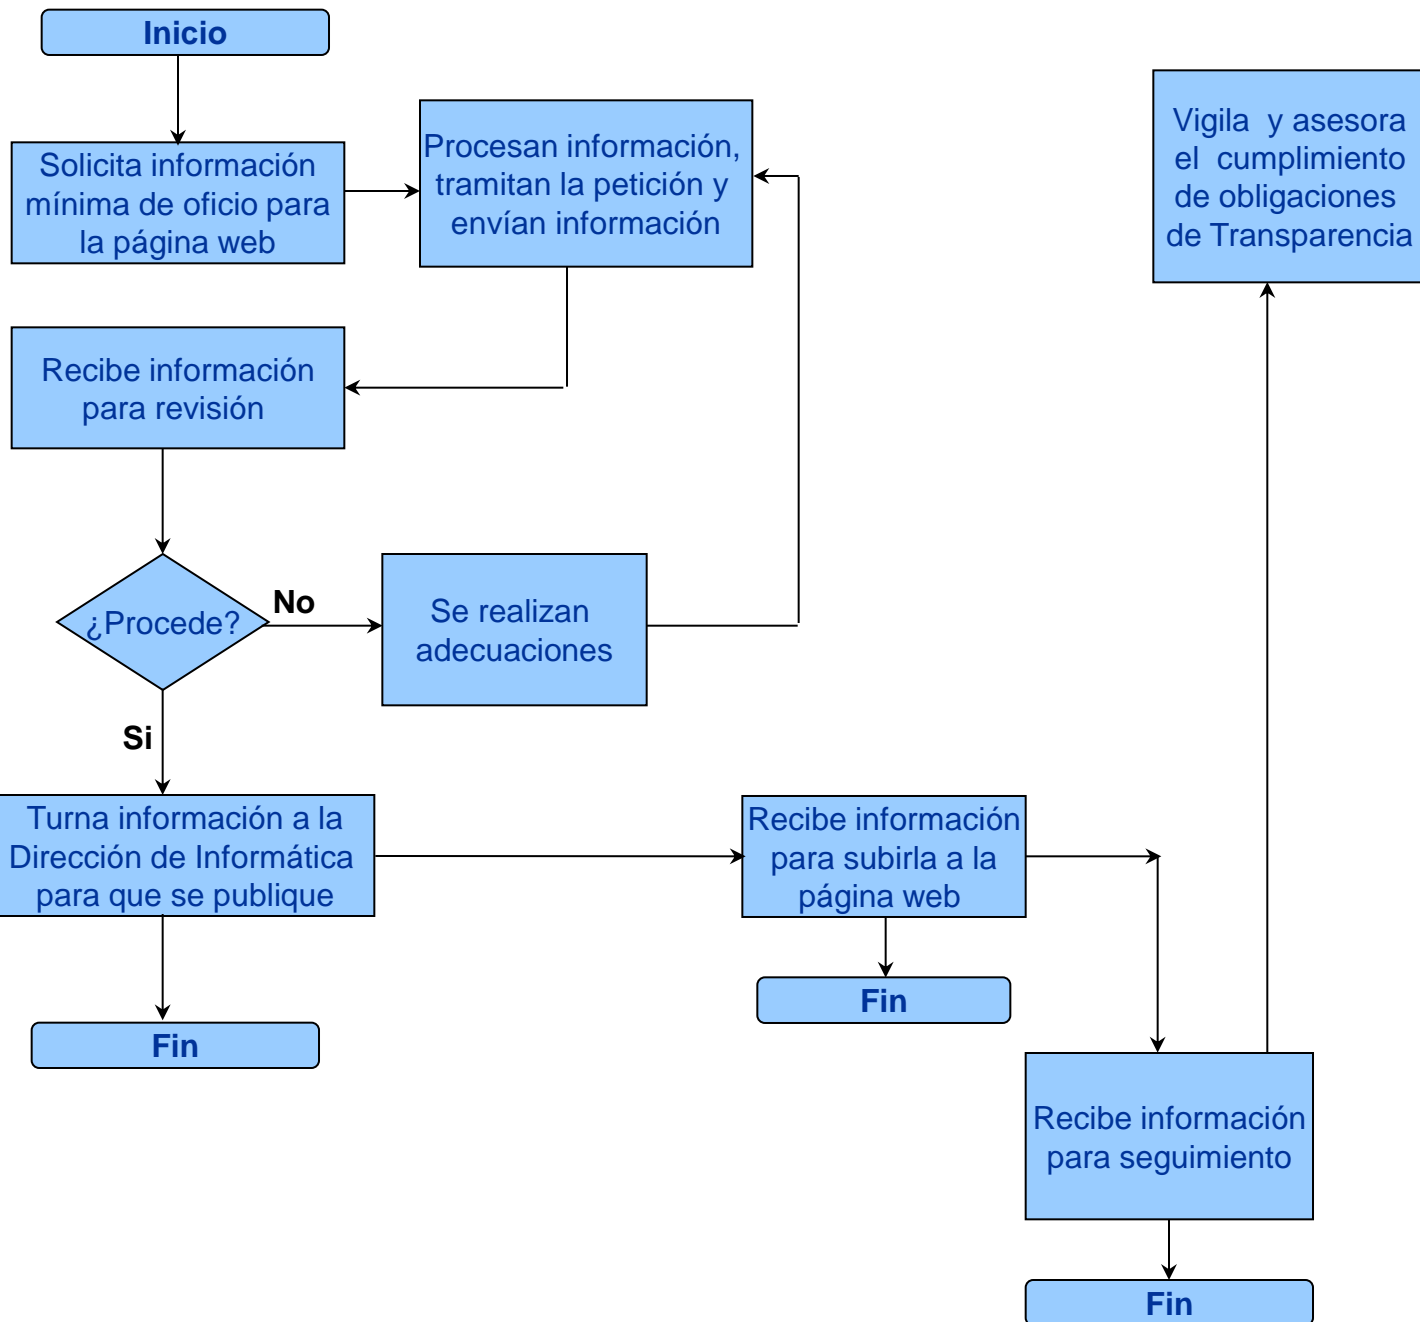 Inicio
Solicita información
mínima de oficio para
la página web
Procesan información,
tramitan la petición y
envían información
Vigila y asesora
el cumplimiento
de obligaciones
de Transparencia
Recibe información
para revisión
¿Procede?
No
Se realizan
adecuaciones
Si
Turna información a la
Dirección de Informática
para que se publique
Recibe información
para subirla a la
página web
Fin
Fin
Recibe información
para seguimiento
Fin